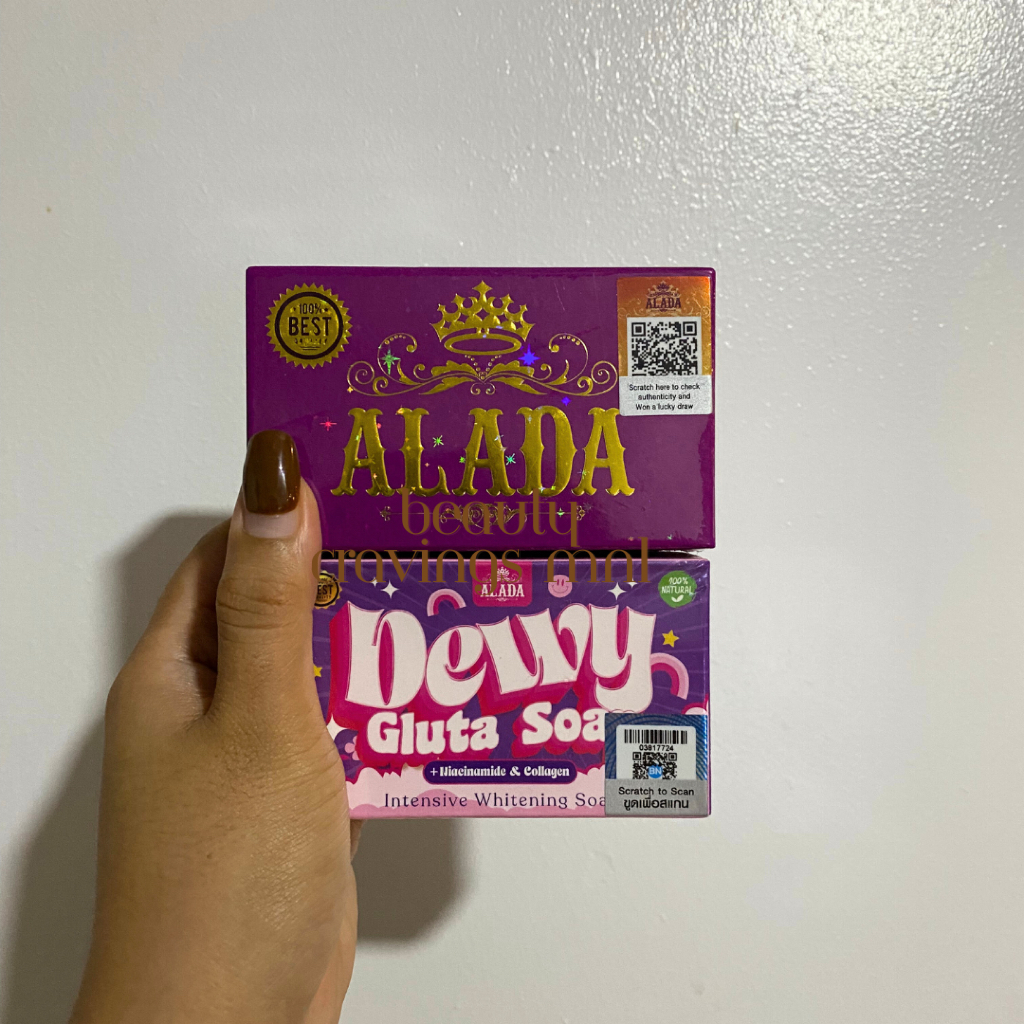 100%
BEST
ALADA
ALADA
Scratch here to check
authenticity and
Won a lucky draw
beauty
cravings mnl
ALADA
100%
NATURAL
Dewy
Gluta Soa
+Niacinamide & Collagen
Intensive Whitening Soa
03817724
BN
Scratch to Scan
ขูดเพื่อสแกน